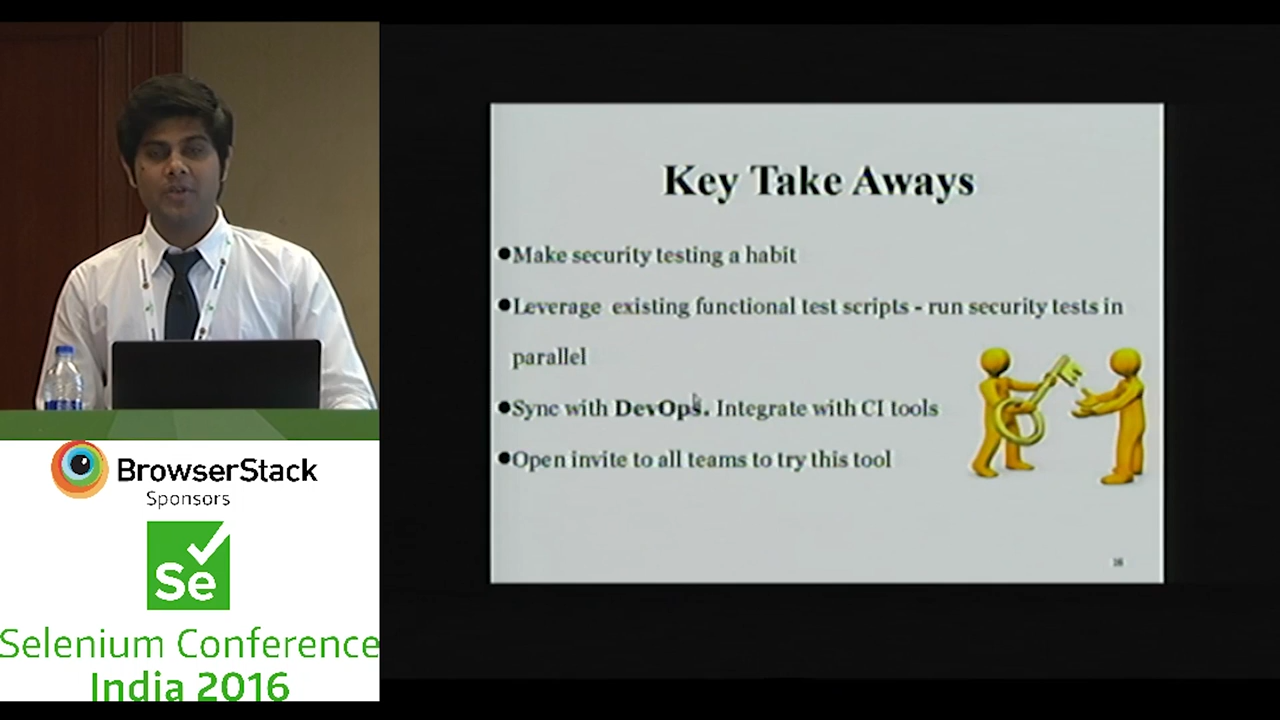 Key Take Aways
●Make security testing a habit
●Leverage existing functional test scripts - run security tests in
parallel
●Sync with DevOps. Integrate with CI tools
●Open invite to all teams to try this tool
BrowserStack
Sponsors
Se
Selenium Conference
India 2016